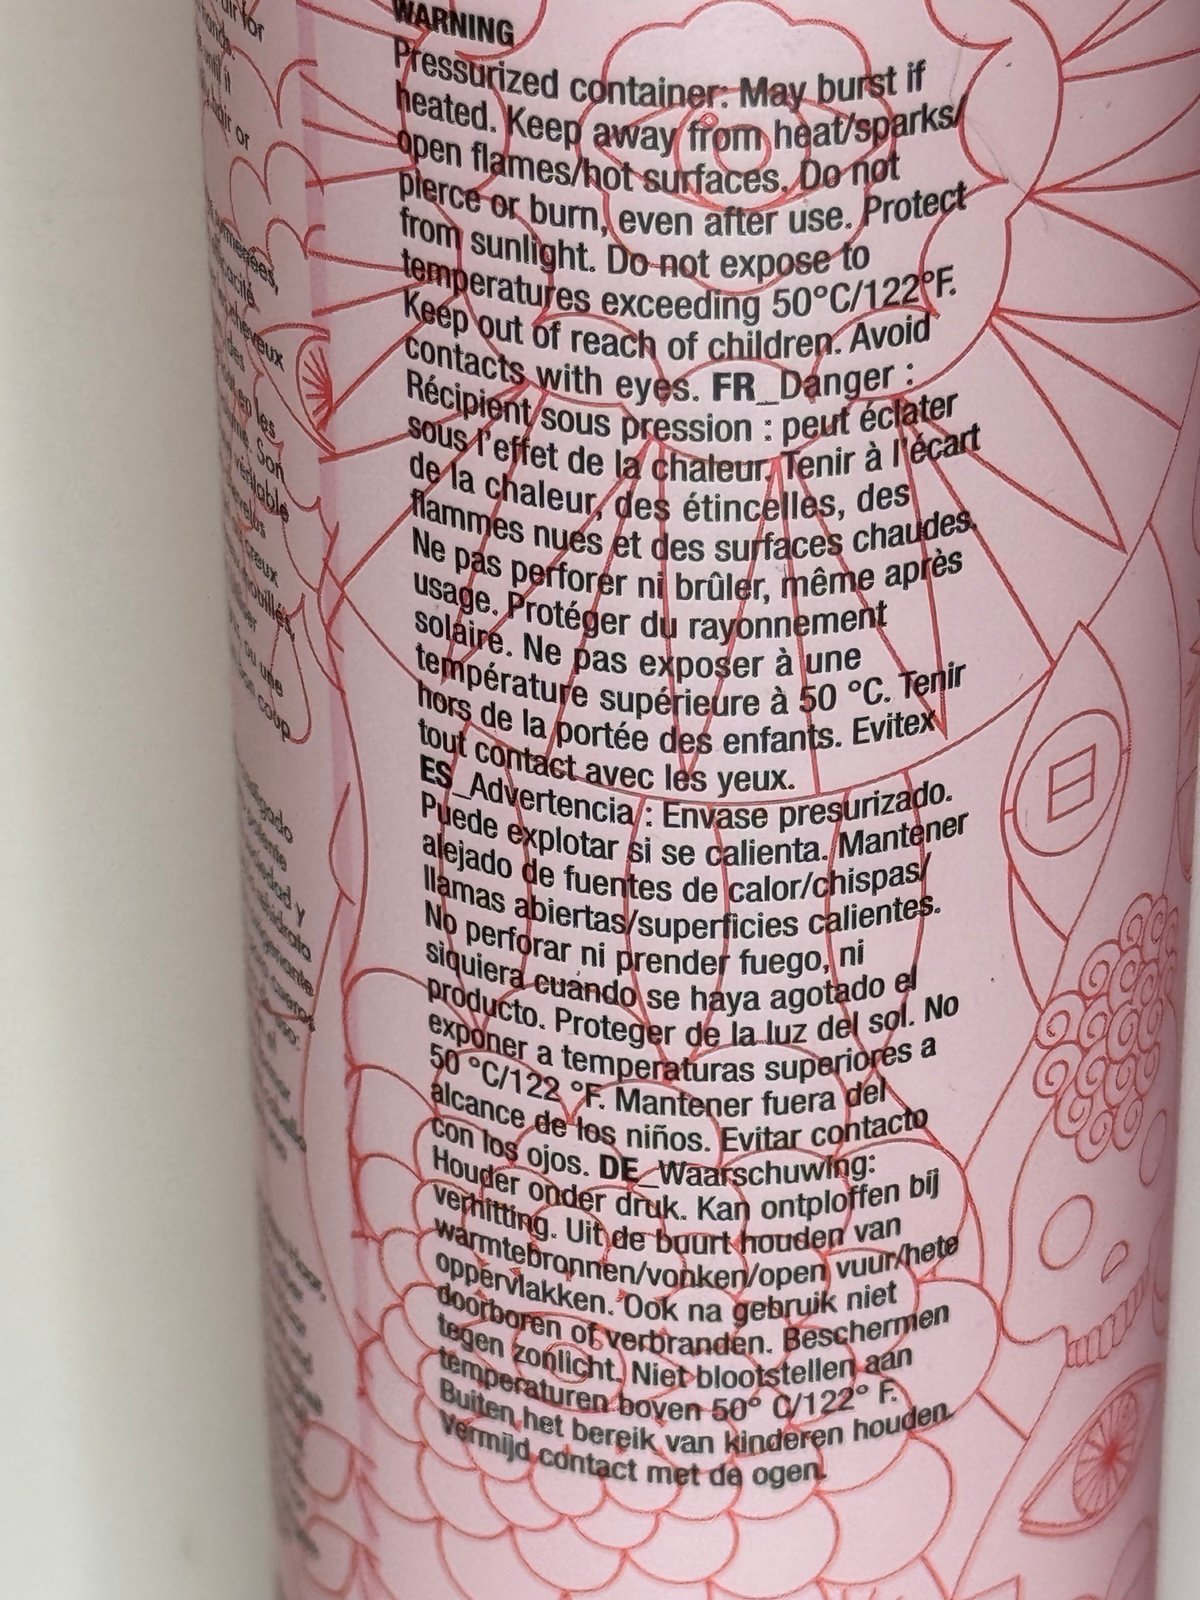 WARNING
Pressurized container: May burst if
heated. Keep away from heat/sparks/
open flames/hot surfaces. Do not
pierce or burn, even after use. Protect
from sunlight. Do not expose to
temperatures exceeding 50°C/122°F.
Keep out of reach of children. Avoid
contacts with eyes. FR_Danger :
Récipient sous pression : peut éclater
sous l'effet de la chaleur. Tenir à l'écart
de la chaleur, des étincelles, des
flammes nues et des surfaces chaudes.
Ne pas perforer ni brûler, même après
usage. Protéger du rayonnement
solaire. Ne pas exposer à une
température supérieure à 50 °C. Tenir
hors de la portée des enfants. Evitex
tout contact avec les yeux.
ES_Advertencia : Envase presurizado.
Puede explotar si se calienta. Mantener
alejado de fuentes de calor/chispas/
llamas abiertas/superficies calientes.
No perforar ni prender fuego, ni
siquiera cuando se haya agotado el
producto. Proteger de la luz del sol. No
exponer a temperaturas superiores a
50 °C/122 °F. Mantener fuera del
alcance de los niños. Evitar contacto
con los ojos. DE_Waarschuwing:
Houder onder druk. Kan ontploffen bij
verhitting. Uit de buurt houden van
warmtebronnen/vonken/open vuur/hete
oppervlakken. Ook na gebruik niet
doorboren of verbranden. Beschermen
tegen zonlicht. Niet blootstellen aan
temperaturen boven 50° C/122° F.
Buiten het bereik van kinderen houden.
Vermijd contact met de ogen.